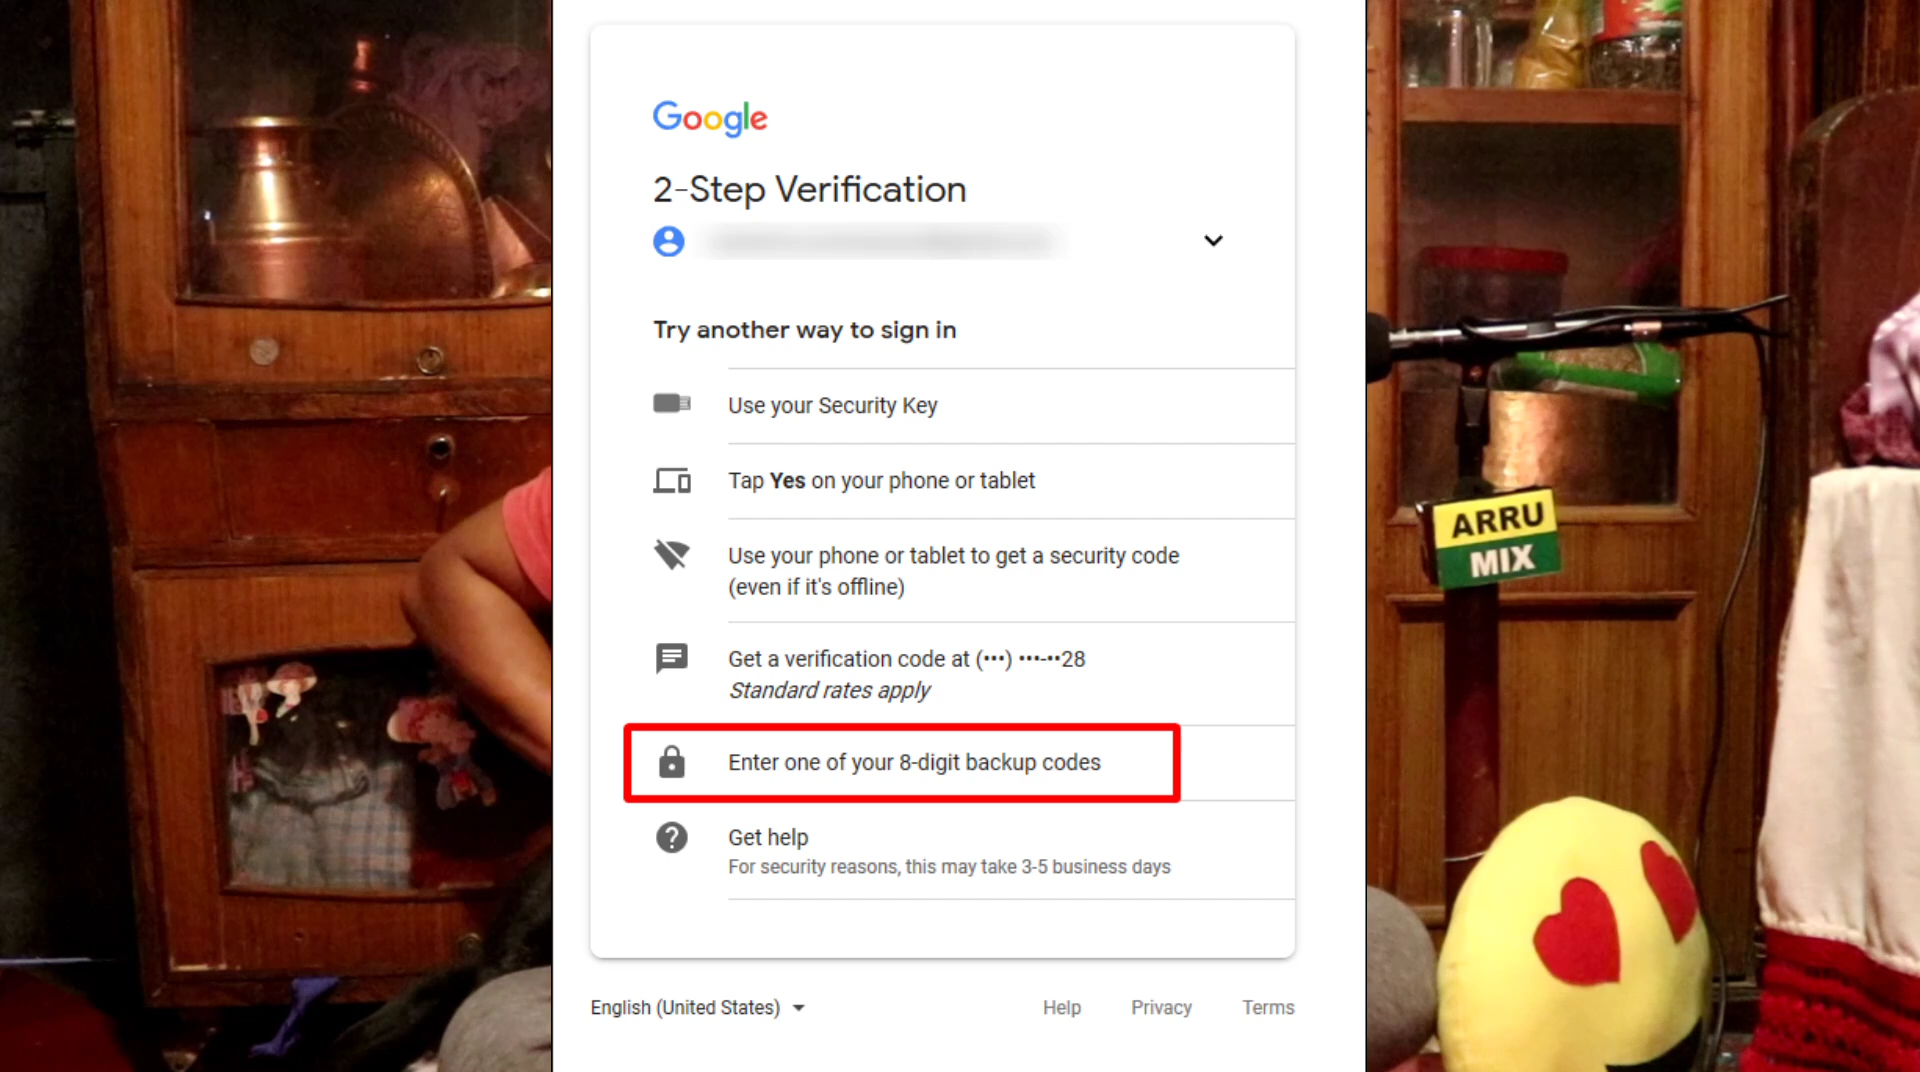 Google
2-Step Verification
Try another way to sign in
Use your Security Key
Tap Yes on your phone or tablet
Use your phone or tablet to get a security code
(even if it's offline)
Get a verification code at (•••) •••-••28
Standard rates apply
Enter one of your 8-digit backup codes
Get help
For security reasons, this may take 3-5 business days
English (United States)
Help Privacy Terms
ARRU
MIX